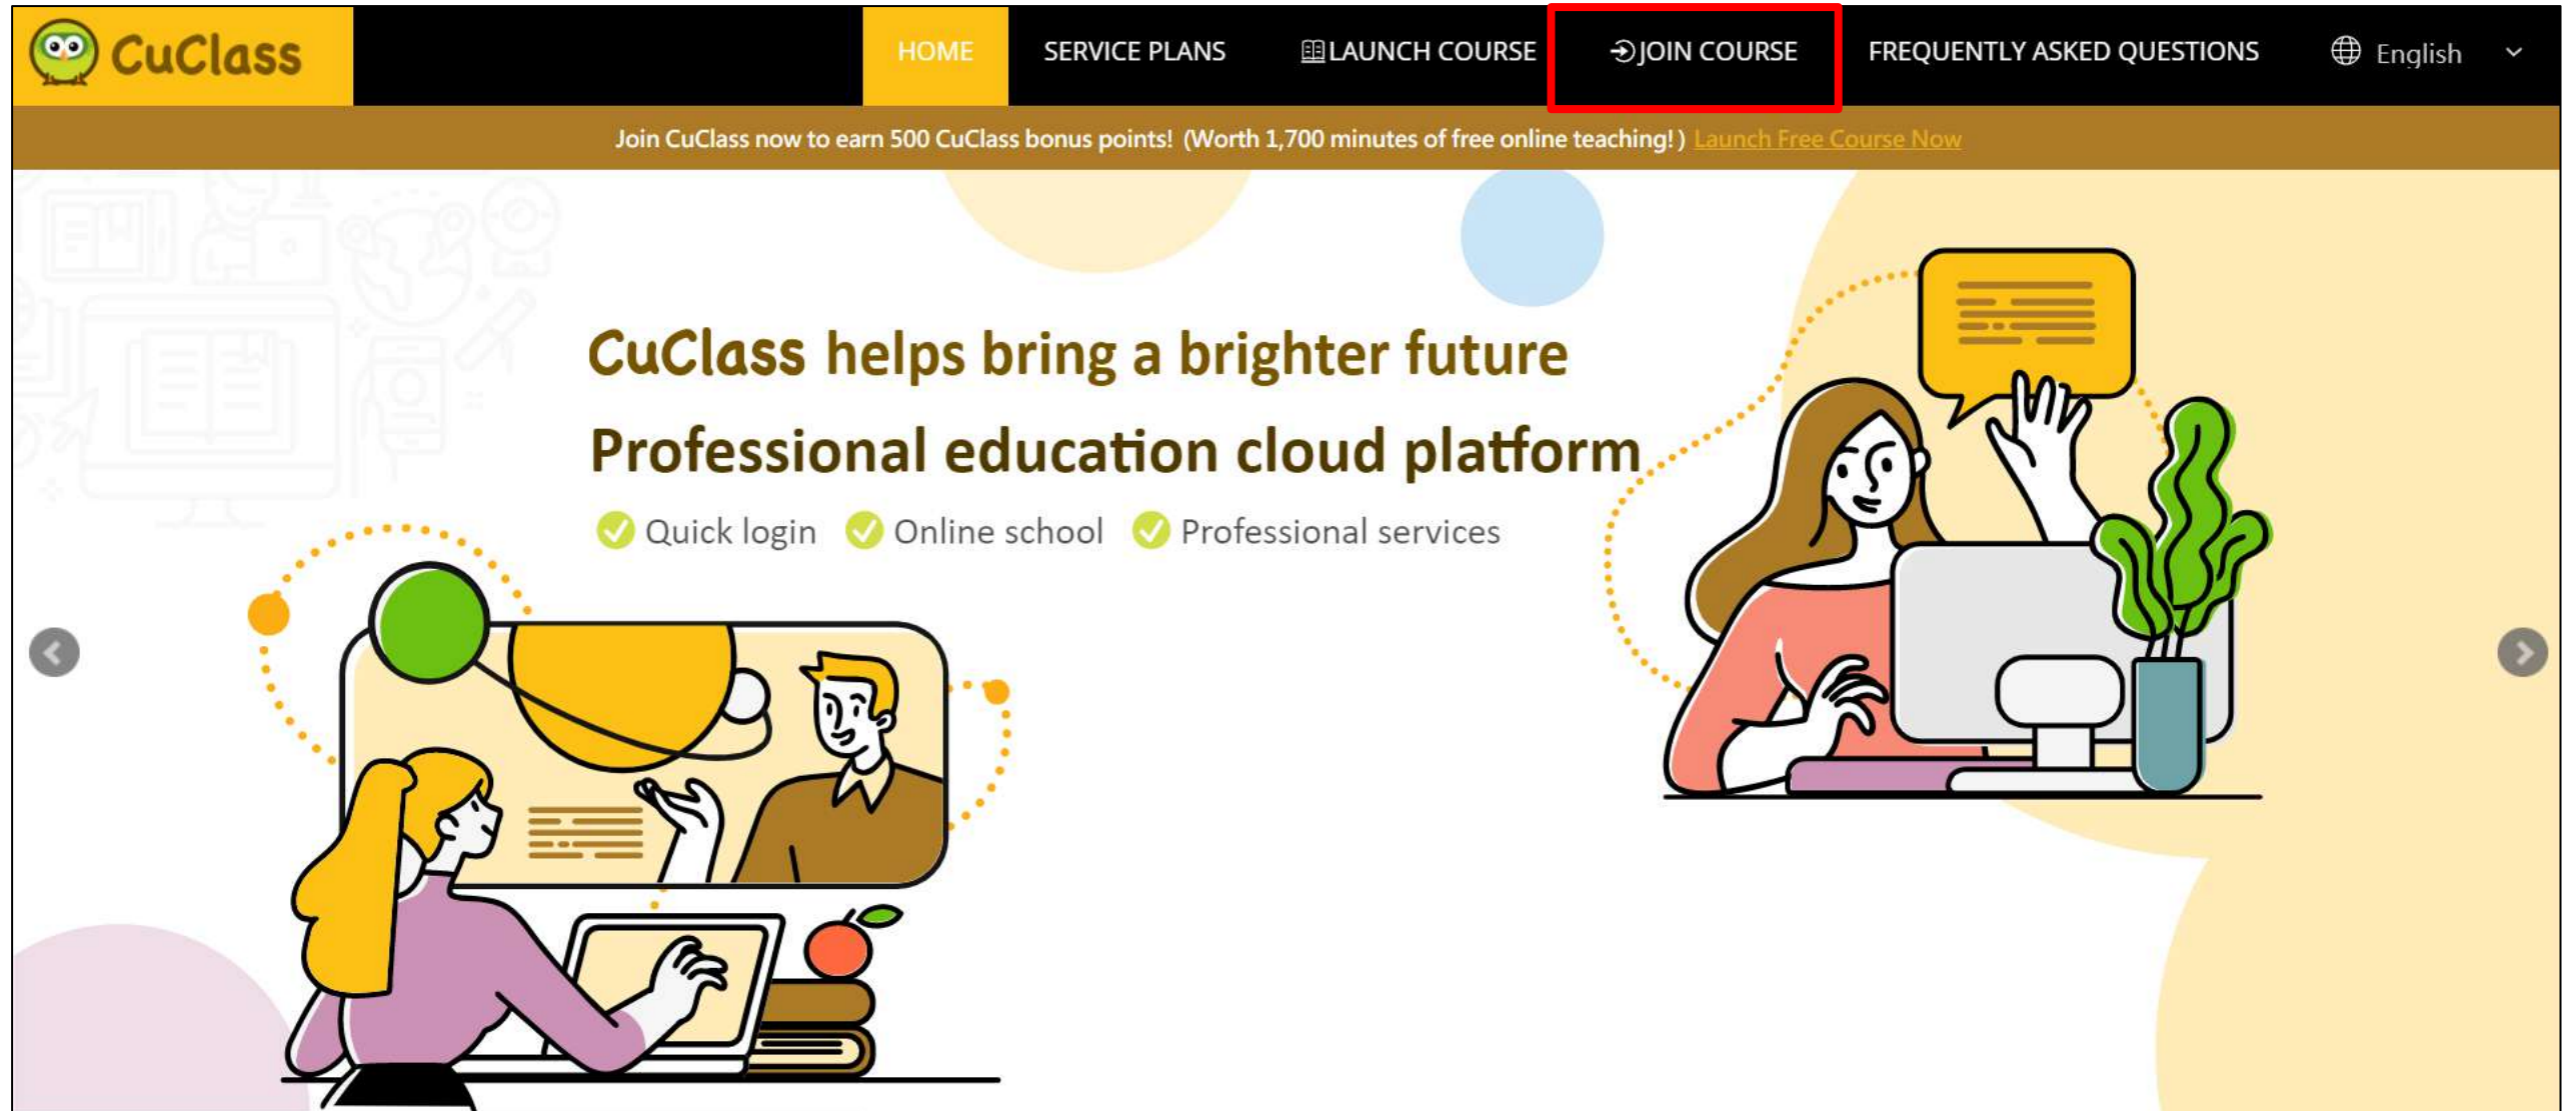 CuClass
HOME
SERVICE PLANS
LAUNCH COURSE
JOIN COURSE
FREQUENTLY ASKED QUESTIONS
English
Join CuClass now to earn 500 CuClass bonus points! (Worth 1,700 minutes of free online teaching!) Launch Free Course Now
CuClass helps bring a brighter future
Professional education cloud platform
Quick login
Online school
Professional services